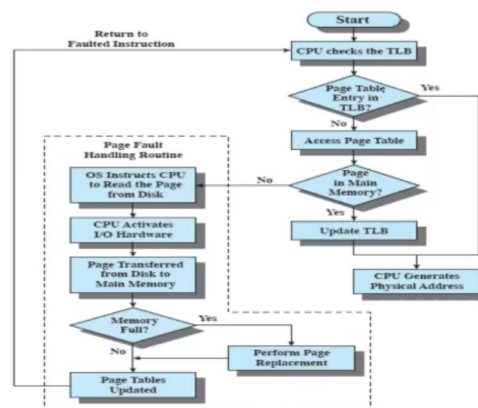 Start
Return to
Faulted Instruction
CPU checks the TLB
Page Table
Entry in
TLB?
Yes
No
Page Fault
Handling Routine
Access Page Table
OS Instructs CPU
to Read the Page
from Disk
No
Page
in Main
Memory?
Yes
CPU Activates
I/O Hardware
Update TLB
Page Transferred
from Disk to
Main Memory
CPU Generates
Physical Address
Memory
Full?
Yes
No
Perform Page
Replacement
Page Tables
Updated